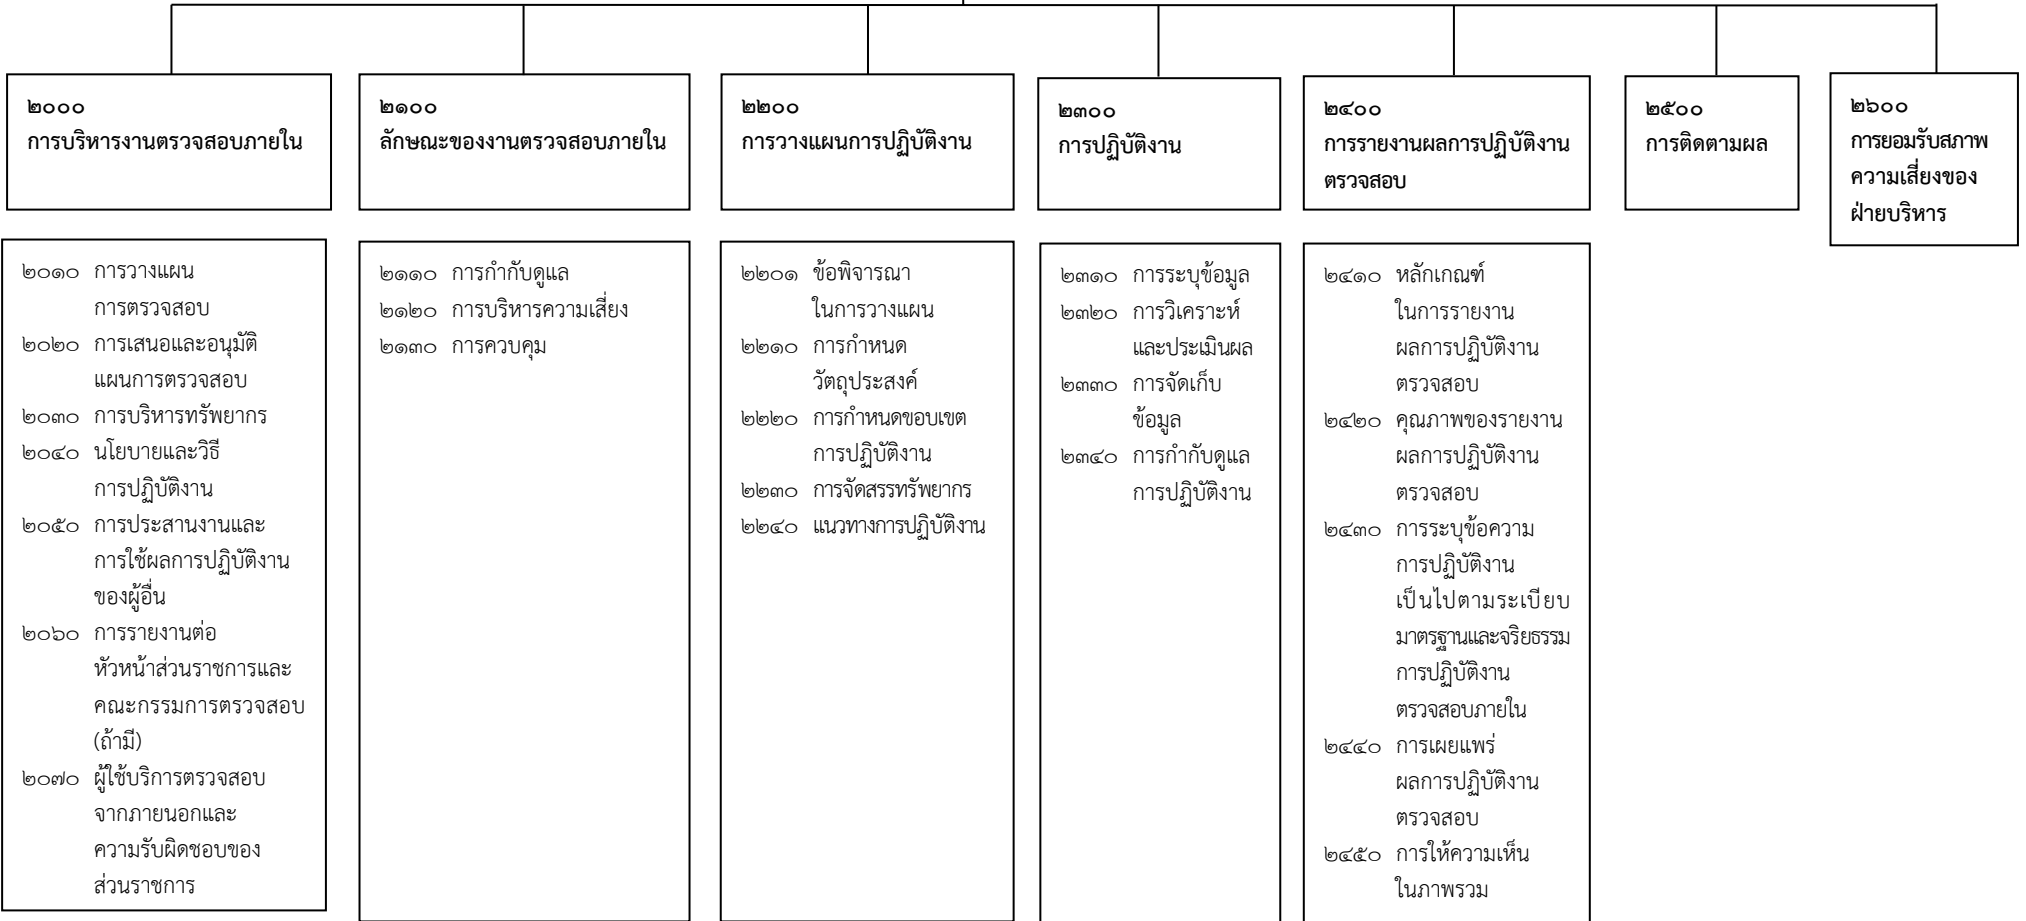 ๒๐๐๐
การบริหารงานตรวจสอบภายใน
๒๐๑๐ การวางแผน
การตรวจสอบ
๒๐๒๐ การเสนอและอนุมัติ
แผนการตรวจสอบ
๒๐๓๐ การบริหารทรัพยากร
๒๐๔๐ นโยบายและวิธี
การปฏิบัติงาน
๒๐๕๐ การประสานงานและ
การใช้ผลการปฏิบัติงาน
ของผู้อื่น
๒๐๖๐ การรายงานต่อ
หัวหน้าส่วนราชการและ
คณะกรรมการตรวจสอบ
(ถ้ามี)
๒๐๗๐ ผู้ใช้บริการตรวจสอบ
จากภายนอกและ
ความรับผิดชอบของ
ส่วนราชการ
๒๑๐๐
ลักษณะของงานตรวจสอบภายใน
๒๑๑๐ การกำกับดูแล
๒๑๒๐ การบริหารความเสี่ยง
๒๑๓๐ การควบคุม
๒๒๐๐
การวางแผนการปฏิบัติงาน
๒๒๐๑ ข้อพิจารณา
ในการวางแผน
๒๒๑๐ การกำหนด
วัตถุประสงค์
๒๒๒๐ การกำหนดขอบเขต
การปฏิบัติงาน
๒๒๓๐ การจัดสรรทรัพยากร
๒๒๔๐ แนวทางการปฏิบัติงาน
๒๓๐๐
การปฏิบัติงาน
๒๓๑๐ การระบุข้อมูล
๒๓๒๐ การวิเคราะห์
และประเมินผล
๒๓๓๐ การจัดเก็บ
ข้อมูล
๒๓๔๐ การกำกับดูแล
การปฏิบัติงาน
๒๔๐๐
การรายงานผลการปฏิบัติงาน
ตรวจสอบ
๒๔๑๐ หลักเกณฑ์
ในการรายงาน
ผลการปฏิบัติงาน
ตรวจสอบ
๒๔๒๐ คุณภาพของรายงาน
ผลการปฏิบัติงาน
ตรวจสอบ
๒๔๓๐ การระบุข้อความ
การปฏิบัติงาน
เป็นไปตามระเบียบ
มาตรฐานและจริยธรรม
การปฏิบัติงาน
ตรวจสอบภายใน
๒๔๔๐ การเผยแพร่
ผลการปฏิบัติงาน
ตรวจสอบ
๒๔๕๐ การให้ความเห็น
ในภาพรวม
๒๕๐๐
การติดตามผล
๒๖๐๐
การยอมรับสภาพ
ความเสี่ยงของ
ฝ่ายบริหาร